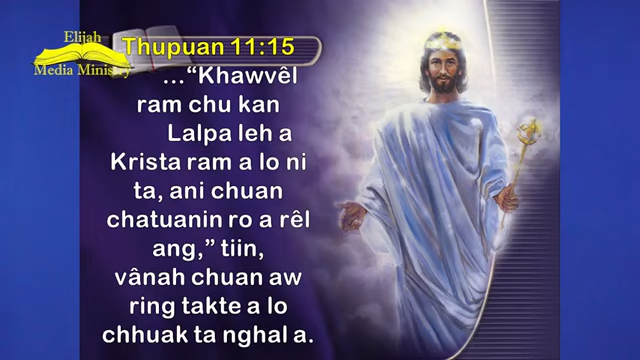 Elijah
Media Ministry
Thupuan 11:15
...“Khawvêl
ram chu kan
Lalpa leh a
Krista ram a lo ni
ta, ani chuan
chatuanin ro a rêl
ang,” tiin,
vânah chuan aw
ring takte a lo
chhuak ta nghal a.